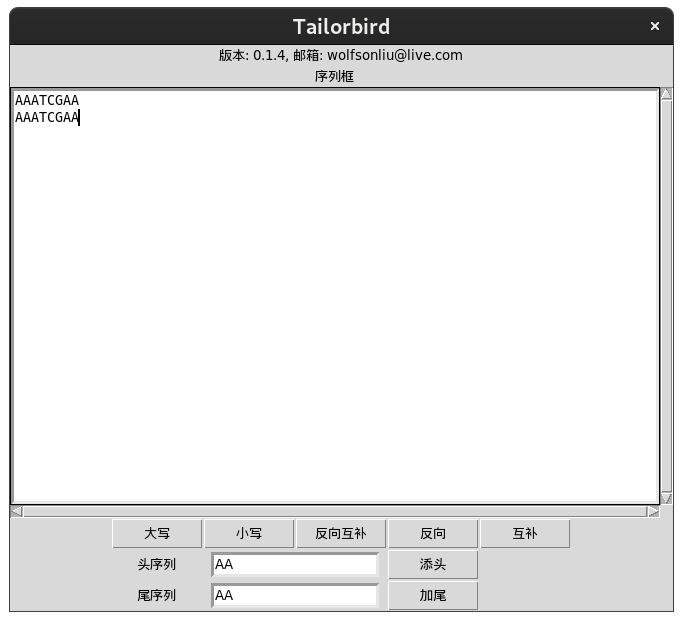 Tailorbird
版本: 0.1.4, 邮箱: wolfsonliu@live.com
序列框
AAATCGAA
AAATCGAA
大写 小写 反向互补 反向 互补
头序列 AA 添头
尾序列 AA 加尾